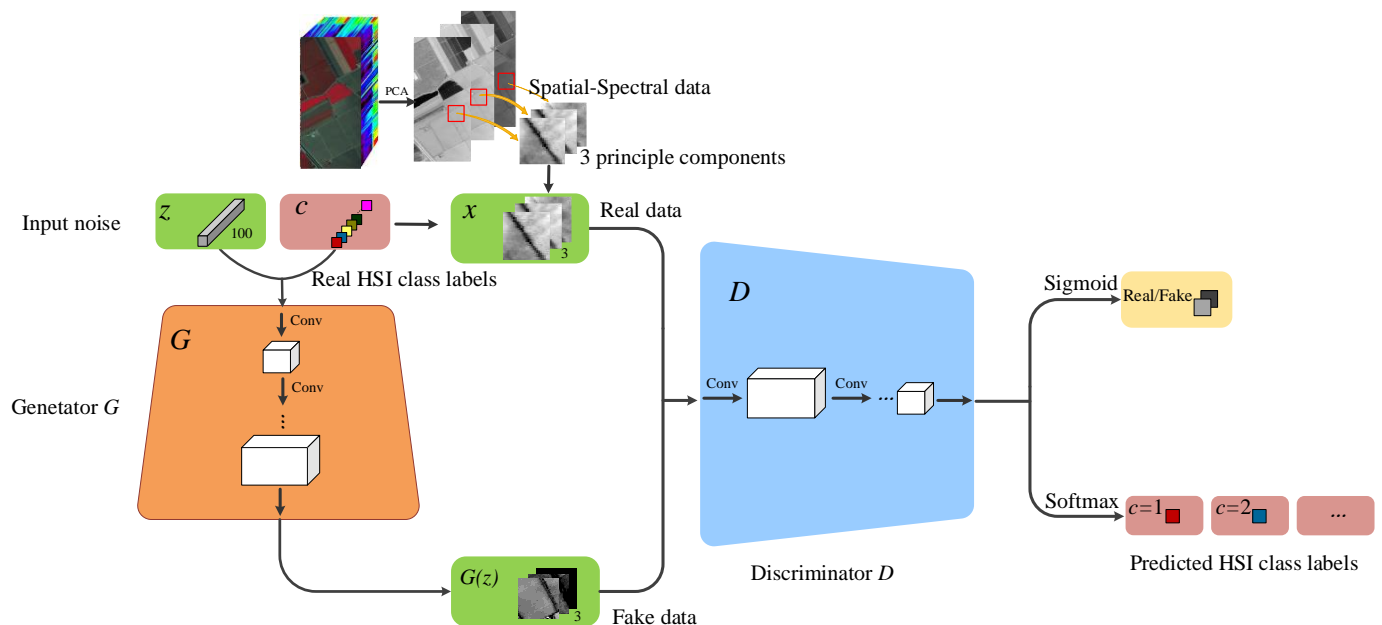 PCA
Spatial-Spectral data
3 principle components
Input noise
z
100
c
x
3
Real data
Real HSI class labels
G
Conv
Conv
...
Genetator G
G(z)
3
Fake data
D
Conv
Conv
...
Discriminator D
Sigmoid
Real/Fake
Softmax
c=1
c=2
...
Predicted HSI class labels